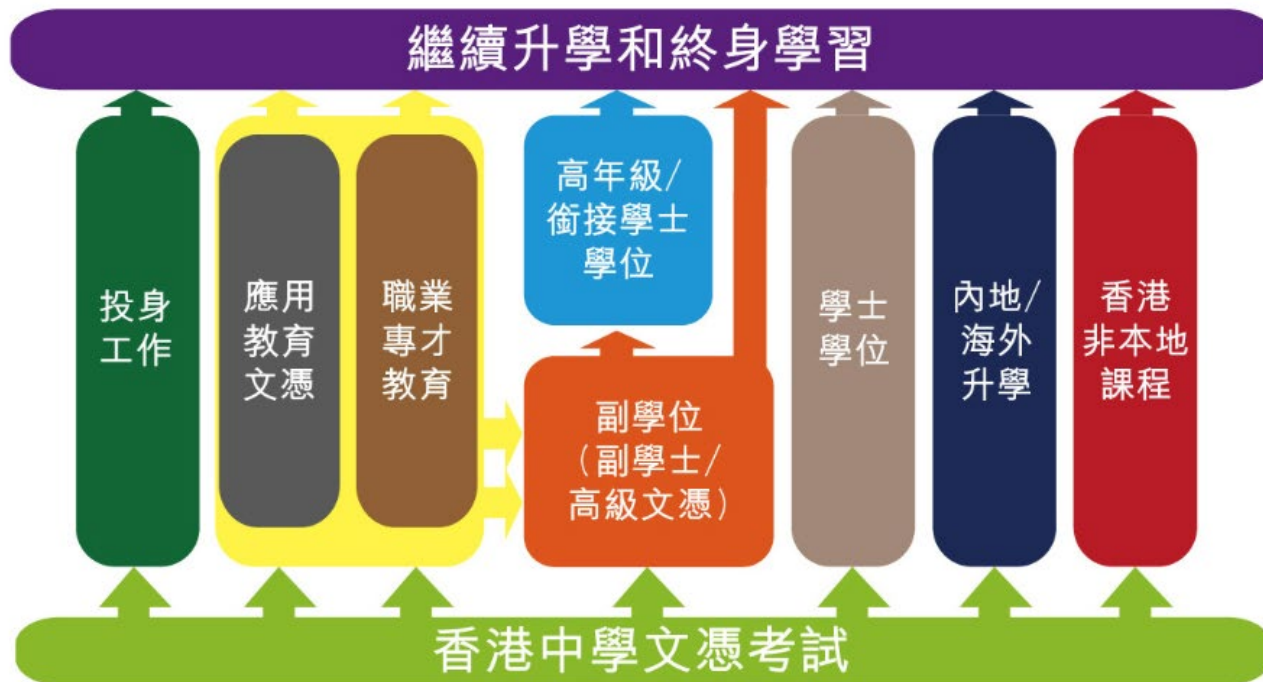 繼續升學和終身學習
投身
工作
應用
教育
文憑
職業
專才
教育
高年級/
銜接學士
學位
副學位
(副學士/
高級文憑)
學士
學位
內地/
海外
升學
香港
非本地
課程
香港中學文憑考試